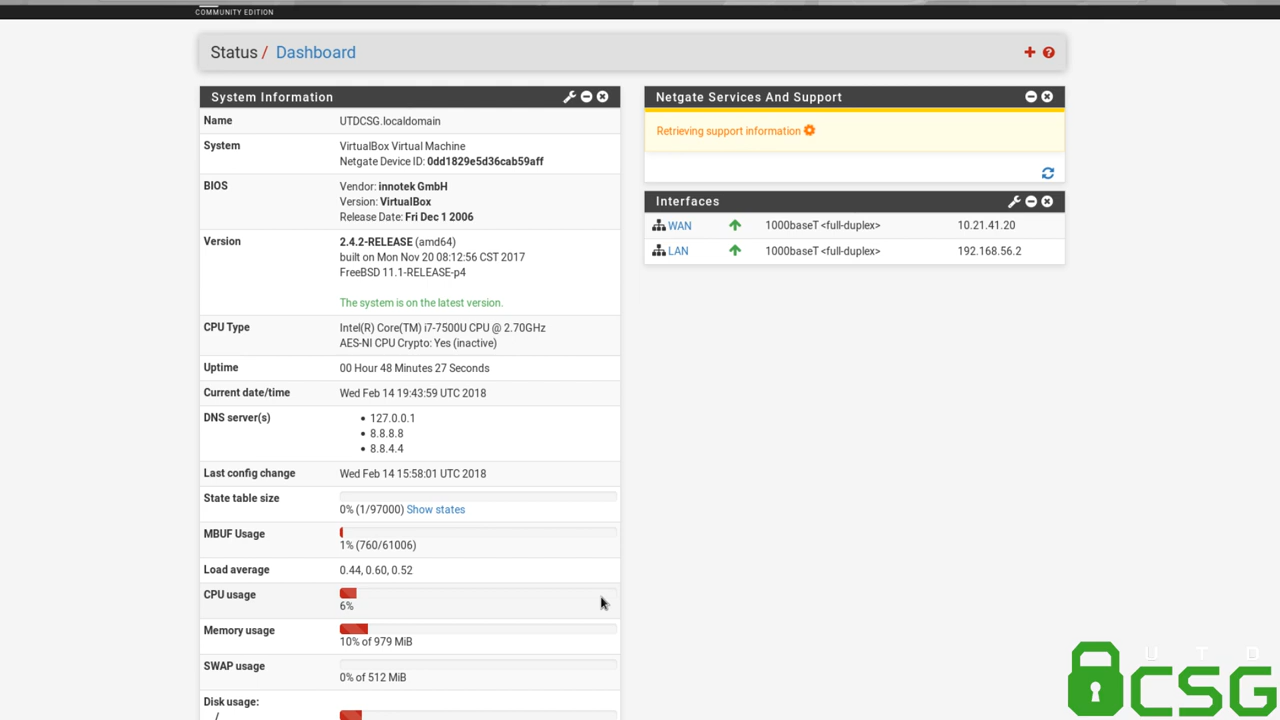 COMMUNITY EDITION
Status / Dashboard
System Information
Name UTDCSG.localdomain
System VirtualBox Virtual Machine
Netgate Device ID: 0dd1829e5d36cab59aff
BIOS Vendor: innotek GmbH
Version: VirtualBox
Release Date: Fri Dec 1 2006
Version 2.4.2-RELEASE (amd64)
built on Mon Nov 20 08:12:56 CST 2017
FreeBSD 11.1-RELEASE-p4
The system is on the latest version.
CPU Type Intel(R) Core(TM) i7-7500U CPU @ 2.70GHz
AES-NI CPU Crypto: Yes (inactive)
Uptime 00 Hour 48 Minutes 27 Seconds
Current date/time Wed Feb 14 19:43:59 UTC 2018
DNS server(s) • 127.0.0.1
• 8.8.8.8
• 8.8.4.4
Last config change Wed Feb 14 15:58:01 UTC 2018
State table size
0% (1/97000) Show states
MBUF Usage
1% (760/61006)
Load average 0.44, 0.60, 0.52
CPU usage
6%
Memory usage
10% of 979 MiB
SWAP usage
0% of 512 MiB
Disk usage:
/
Netgate Services And Support
Retrieving support information
Interfaces
WAN 1000baseT <full-duplex> 10.21.41.20
LAN 1000baseT <full-duplex> 192.168.56.2
U T D
CSG